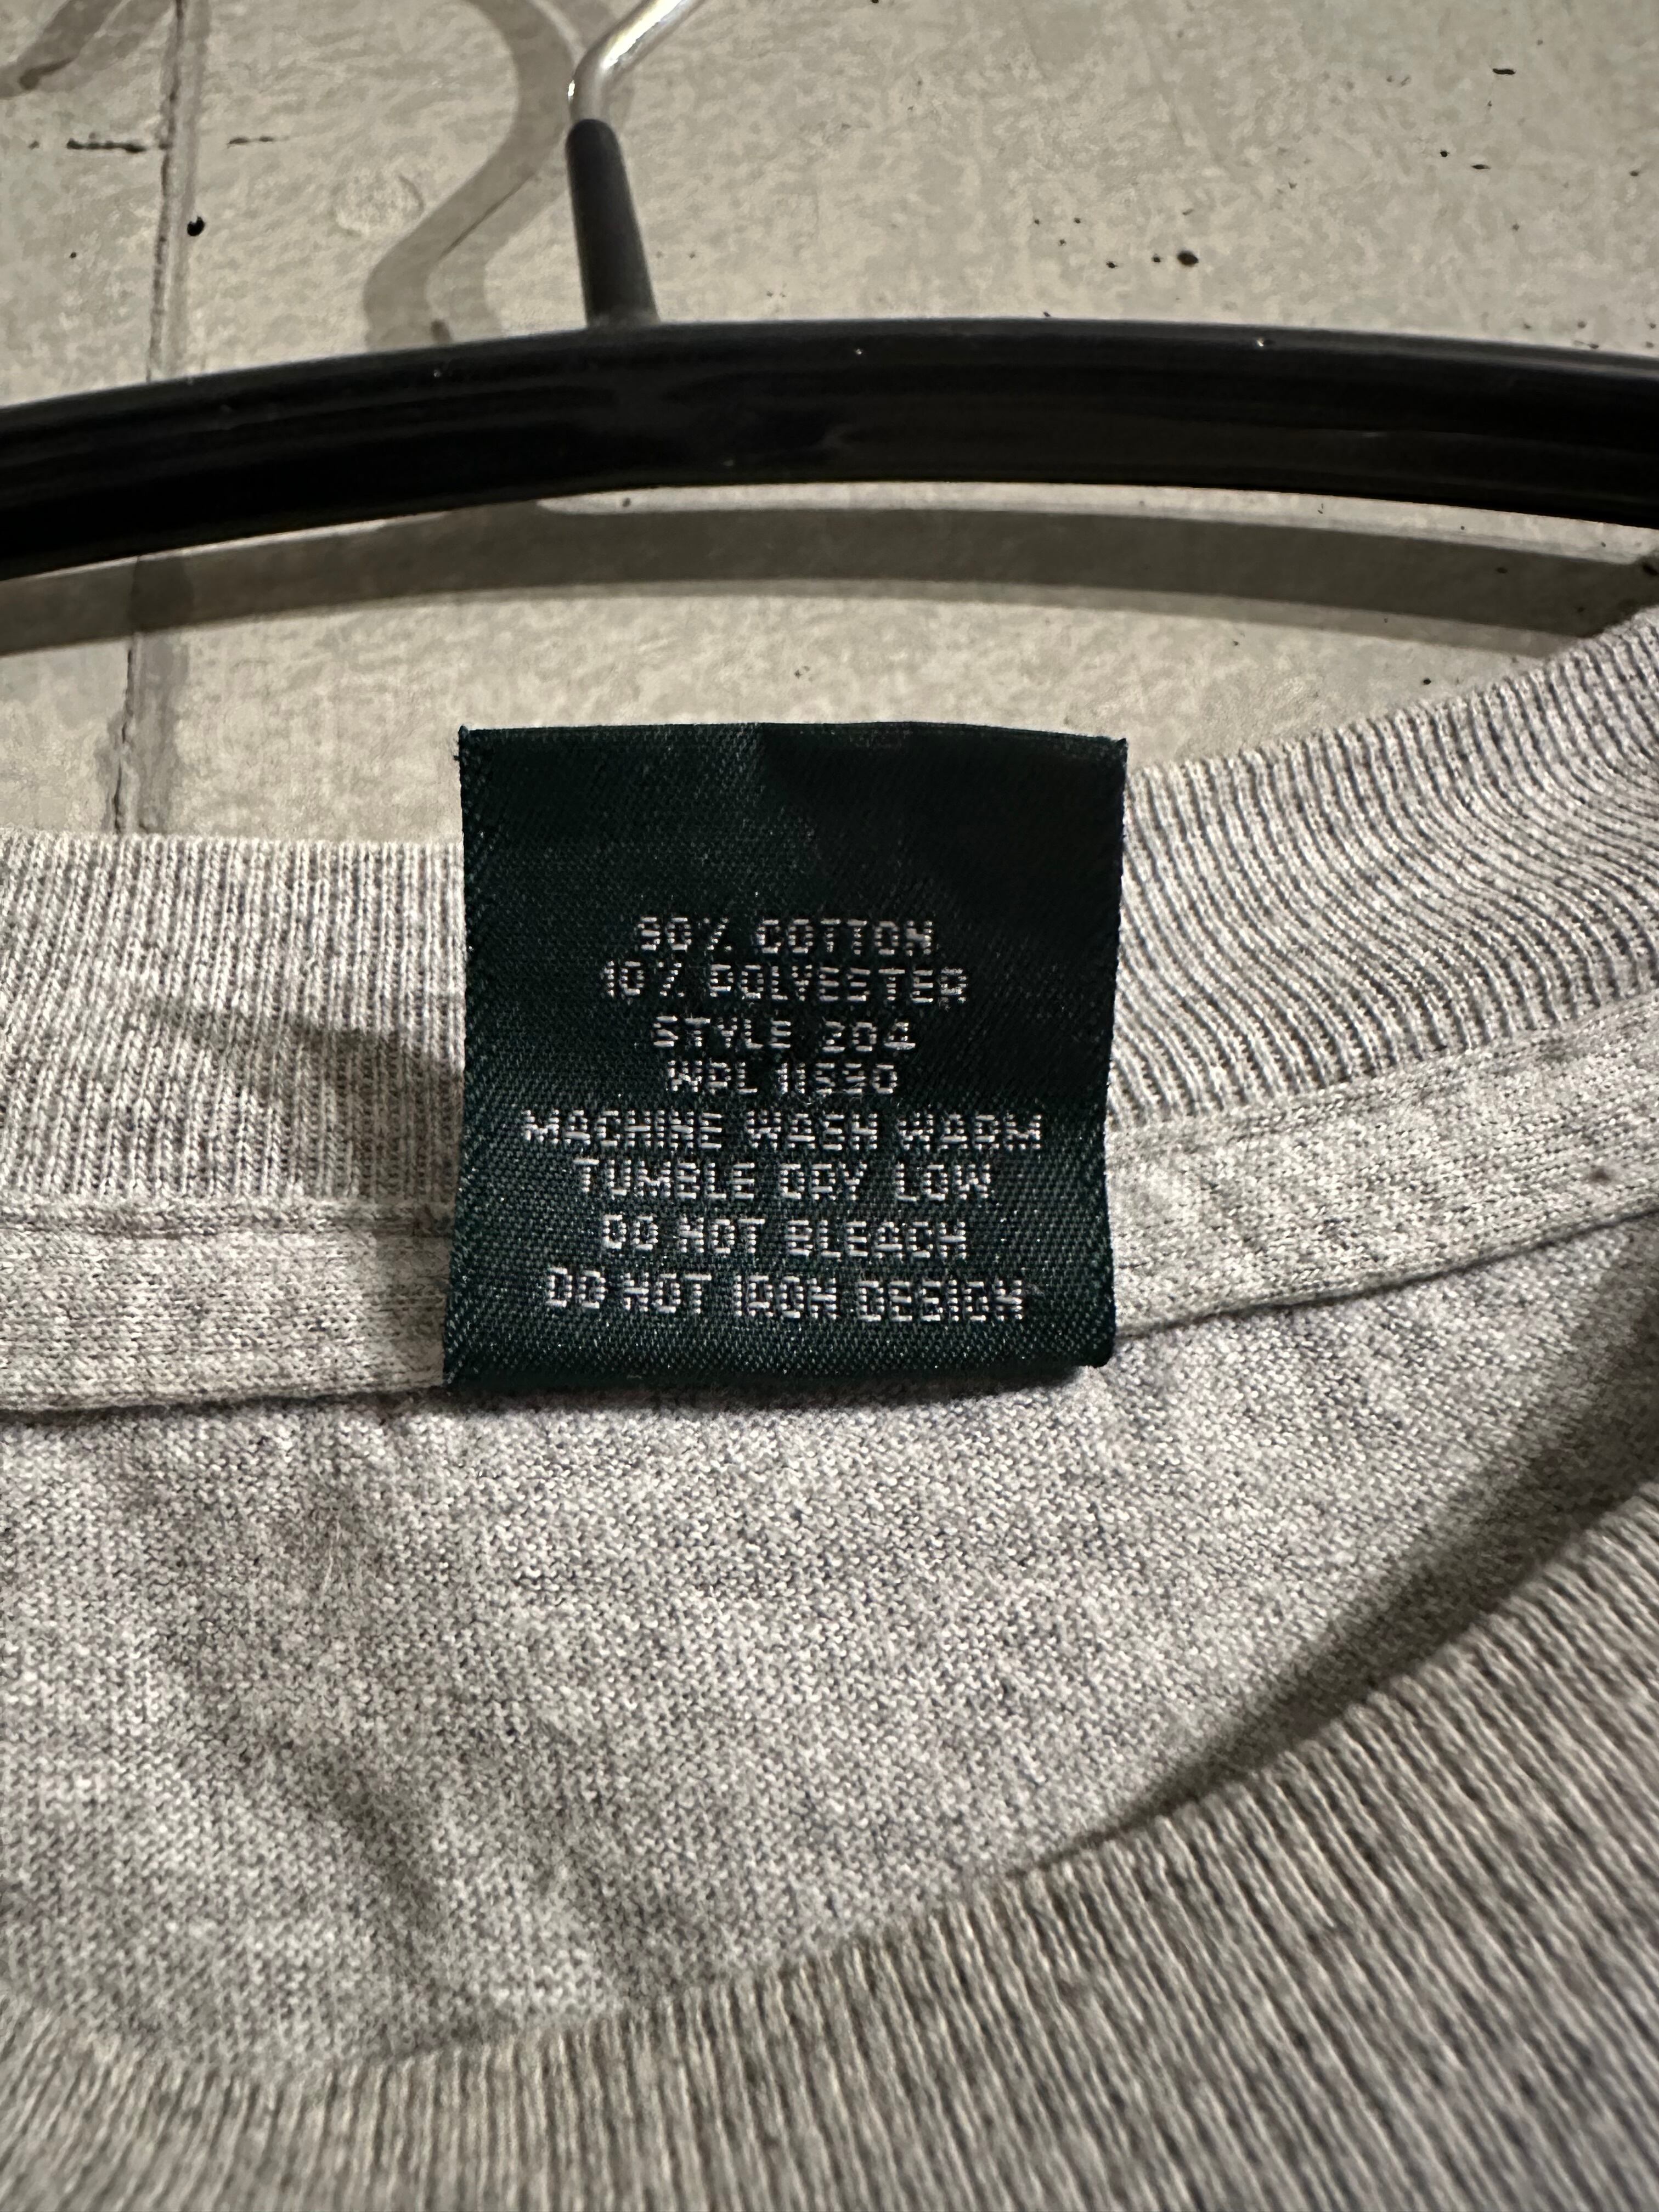 90% COTTON
10% POLYESTER
STYLE 204
WPL 11590
MACHINE WASH WARM
TUMBLE DRY LOW
DO NOT BLEACH
DO NOT IRON DESIGN